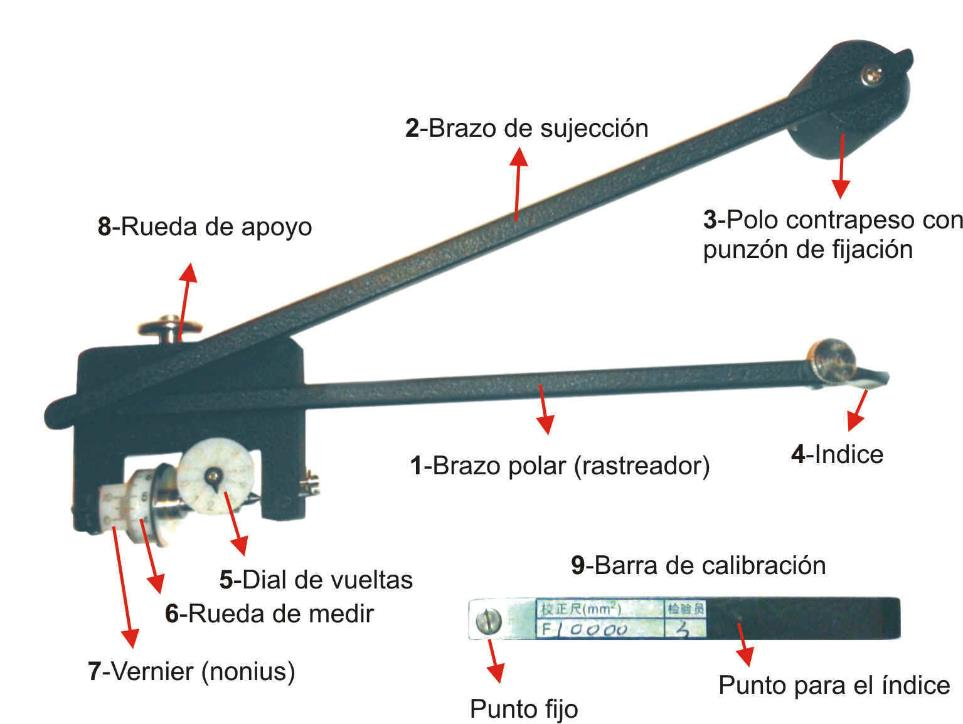 2-Brazo de sujección
8-Rueda de apoyo
3-Polo contrapeso con
punzón de fijación
1-Brazo polar (rastreador)
4-Indice
5-Dial de vueltas
6-Rueda de medir
7-Vernier (nonius)
9-Barra de calibración
校正尺(mm²) 检验员
F10000
Punto fijo
Punto para el índice